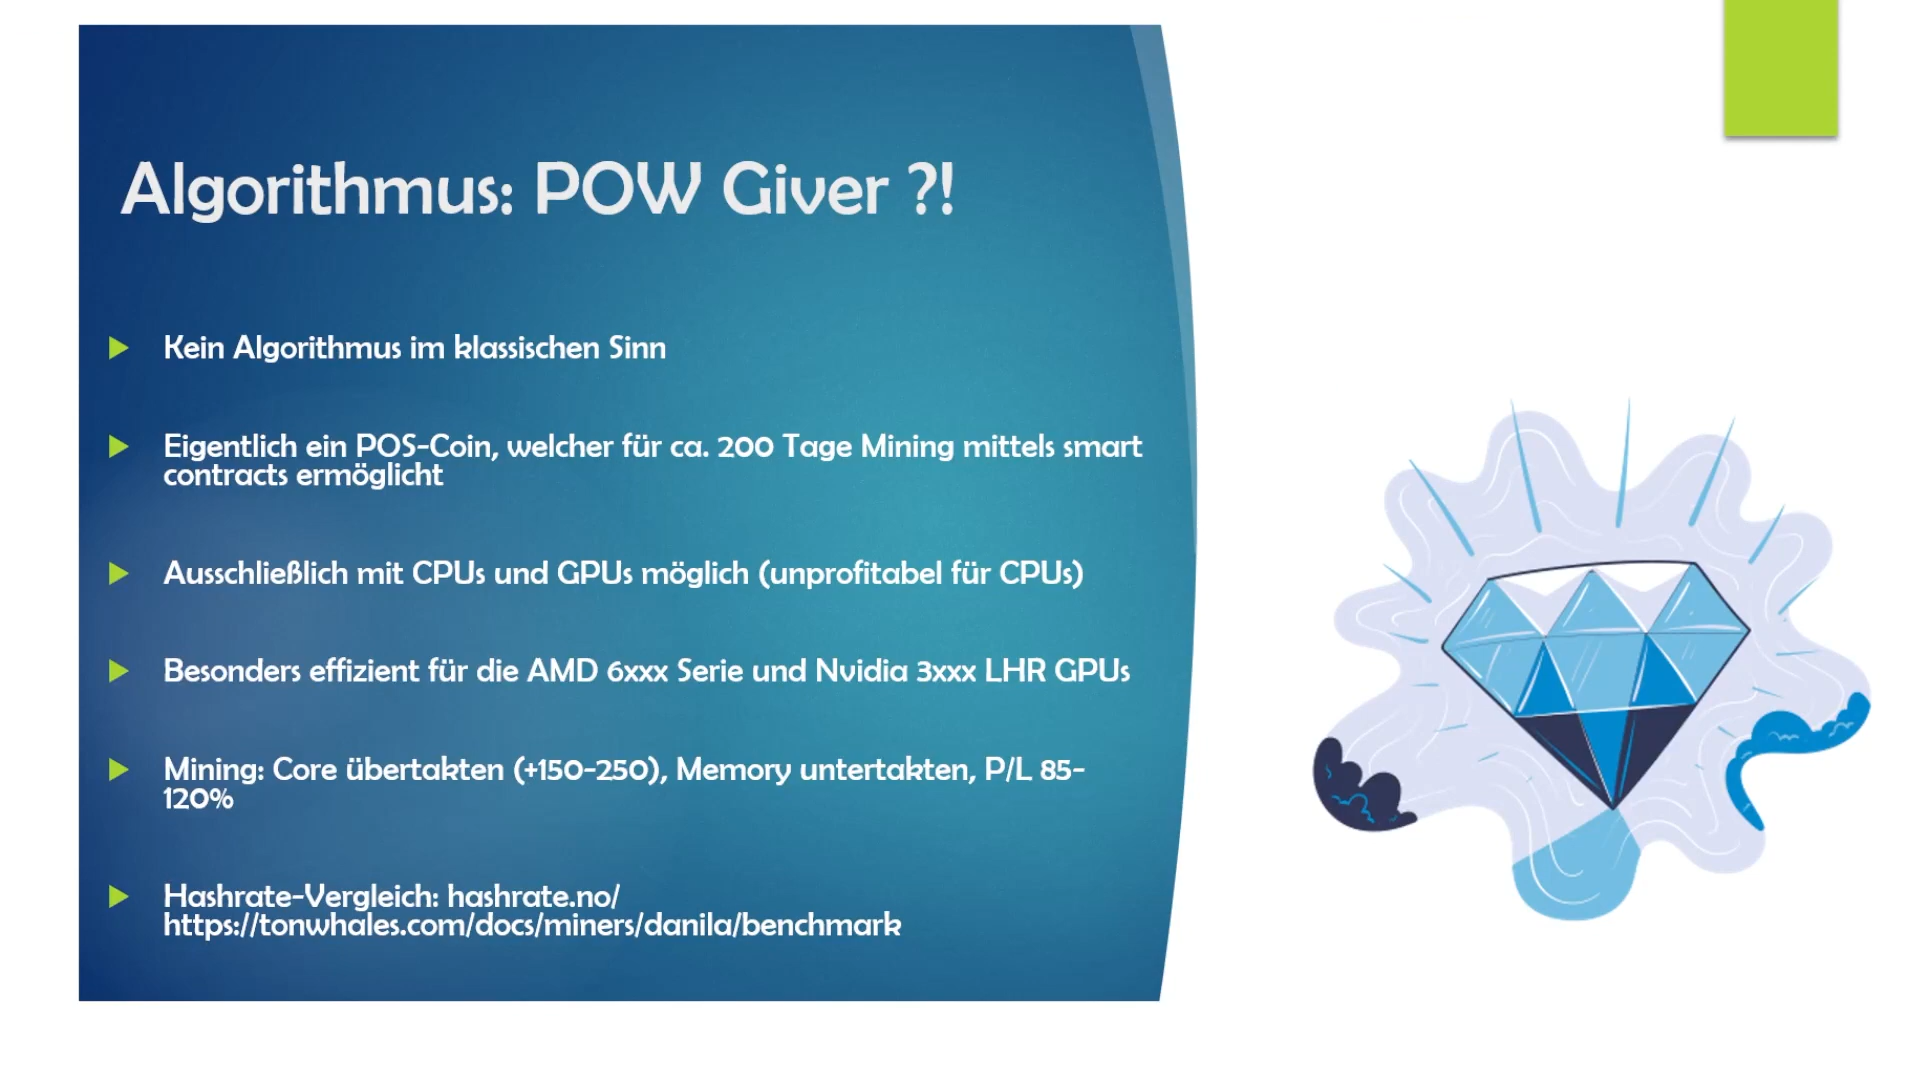 Algorithmus: POW Giver ?!
Kein Algorithmus im klassischen Sinn
Eigentlich ein POS-Coin, welcher für ca. 200 Tage Mining mittels smart
contracts ermöglicht
Ausschließlich mit CPUs und GPUs möglich (unprofitabel für CPUs)
Besonders effizient für die AMD 6xxx Serie und Nvidia 3xxx LHR GPUs
Mining: Core übertakten (+150-250), Memory untertakten, P/L 85-
120%
Hashrate-Vergleich: hashrate.no/
https://tonwhales.com/docs/miners/danila/benchmark